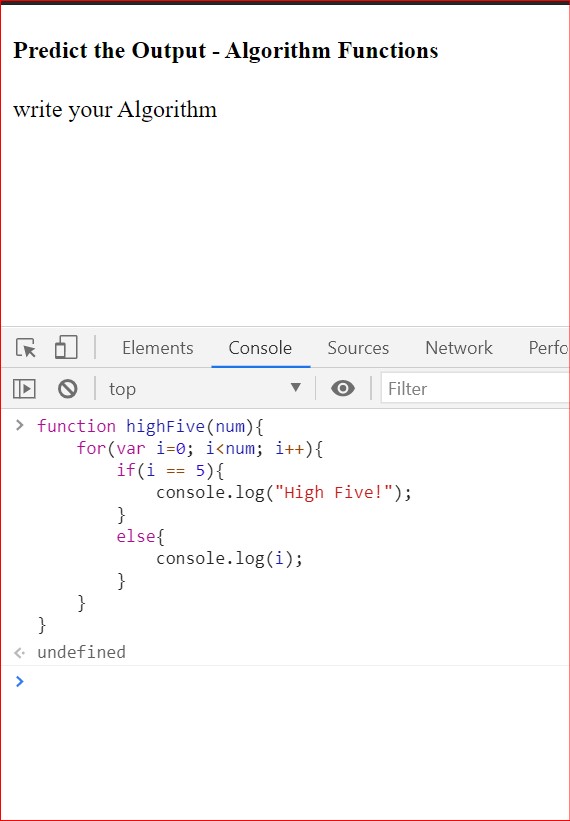 Predict the Output - Algorithm Functions
write your Algorithm
Elements Console Sources Network Perfo
top Filter
function highFive(num){
    for(var i=0; i<num; i++){
        if(i == 5){
            console.log("High Five!");
        }
        else{
            console.log(i);
        }
    }
}
undefined